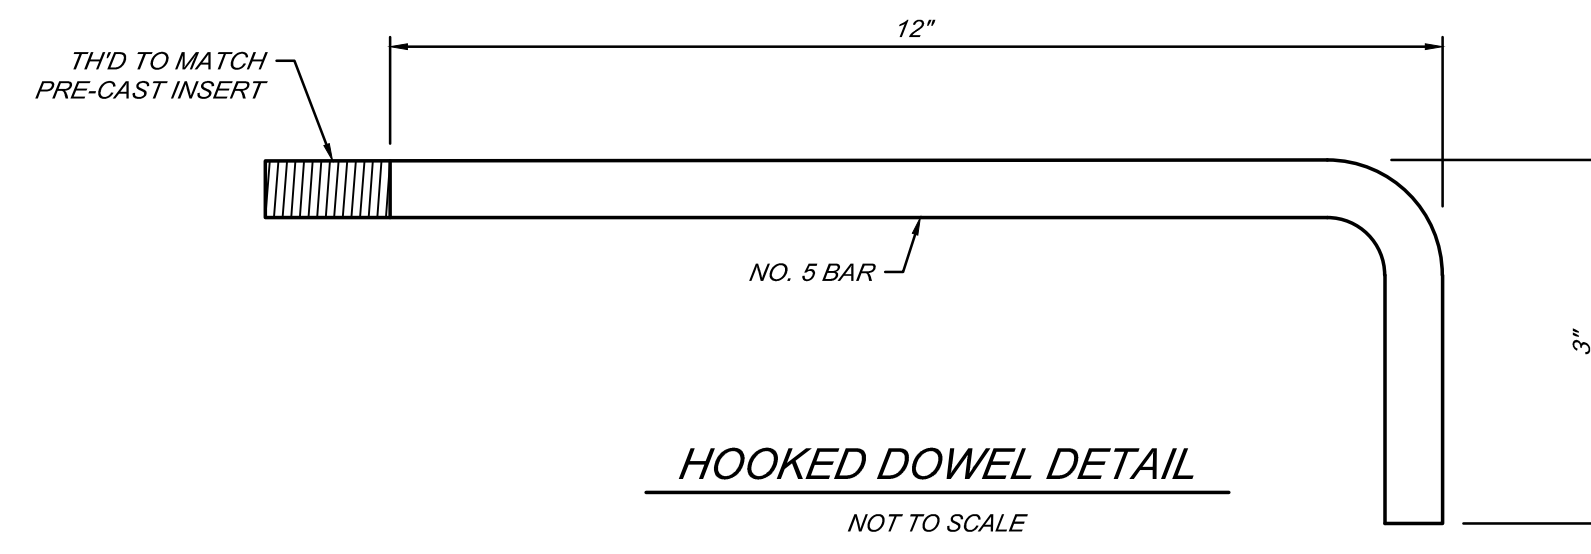 12"
TH'D TO MATCH
PRE-CAST INSERT
NO. 5 BAR
3"
HOOKED DOWEL DETAIL
NOT TO SCALE